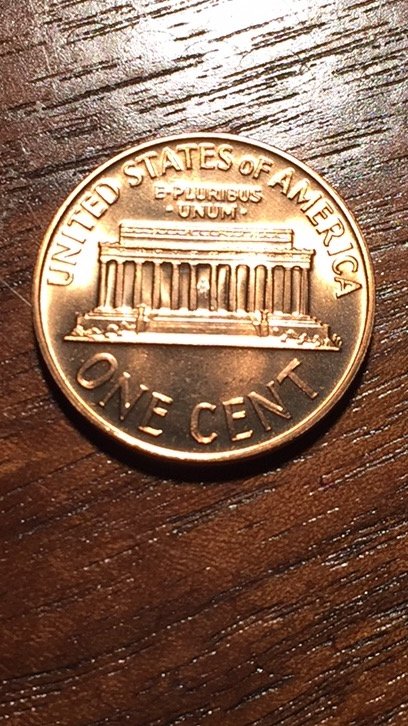 UNITED STATES OF AMERICA
E·PLURIBUS
·UNUM·
ONE CENT